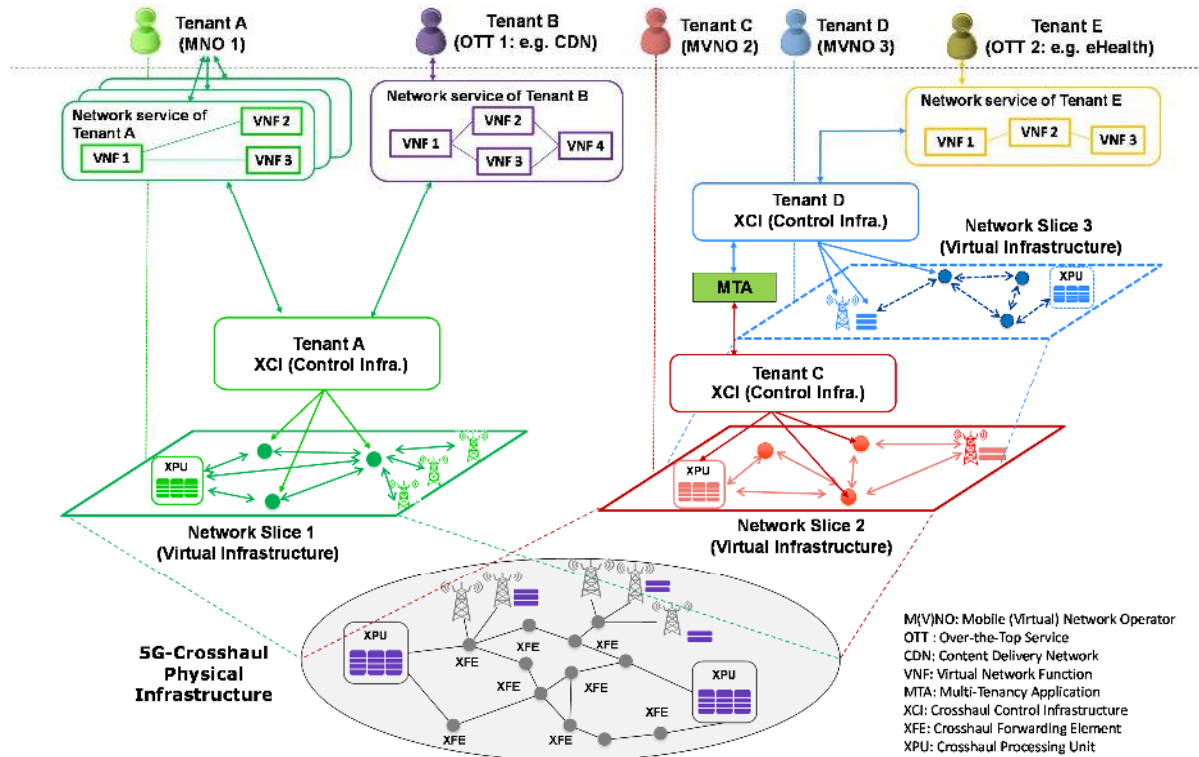 Tenant A
(MNO 1)
Tenant B
(OTT 1: e.g. CDN)
Tenant C
(MVNO 2)
Tenant D
(MVNO 3)
Tenant E
(OTT 2: e.g. eHealth)
Network service of
Tenant A
VNF 1
VNF 2
VNF 3
Network service of Tenant B
VNF 1
VNF 2
VNF 3
VNF 4
Network service of Tenant E
VNF 1
VNF 2
VNF 3
Tenant D
XCI (Control Infra.)
Network Slice 3
(Virtual Infrastructure)
XPU
MTA
Tenant A
XCI (Control Infra.)
Tenant C
XCI (Control Infra.)
XPU
XPU
Network Slice 1
(Virtual Infrastructure)
Network Slice 2
(Virtual Infrastructure)
5G-Crosshaul
Physical
Infrastructure
XPU
XFE
XFE
XFE
XFE
XFE
XFE
XFE
XFE
XPU
M(V)NO: Mobile (Virtual) Network Operator
OTT : Over-the-Top Service
CDN: Content Delivery Network
VNF: Virtual Network Function
MTA: Multi-Tenancy Application
XCI: Crosshaul Control Infrastructure
XFE: Crosshaul Forwarding Element
XPU: Crosshaul Processing Unit